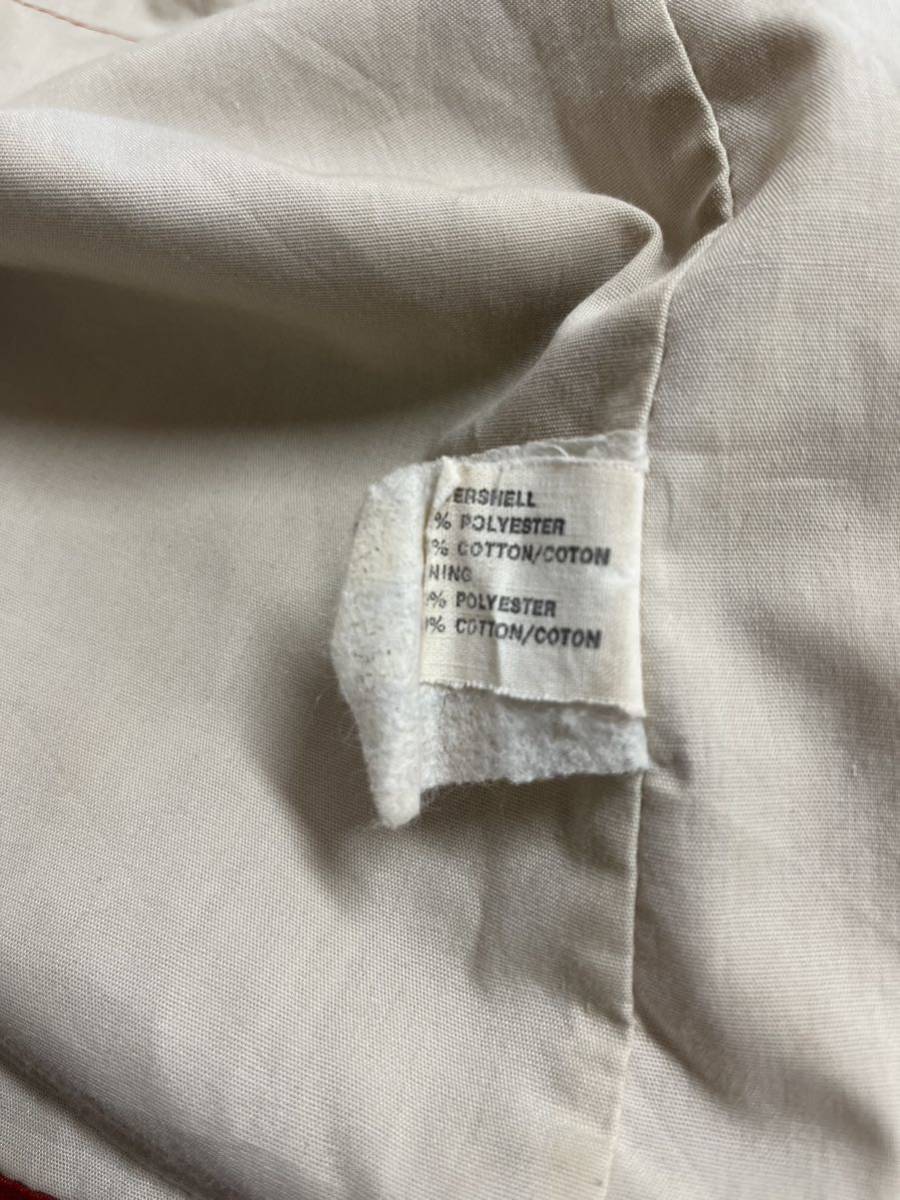 ERSHELL
% POLYESTER
% COTTON/COTON
NING
% POLYESTER
% COTTON/COTON